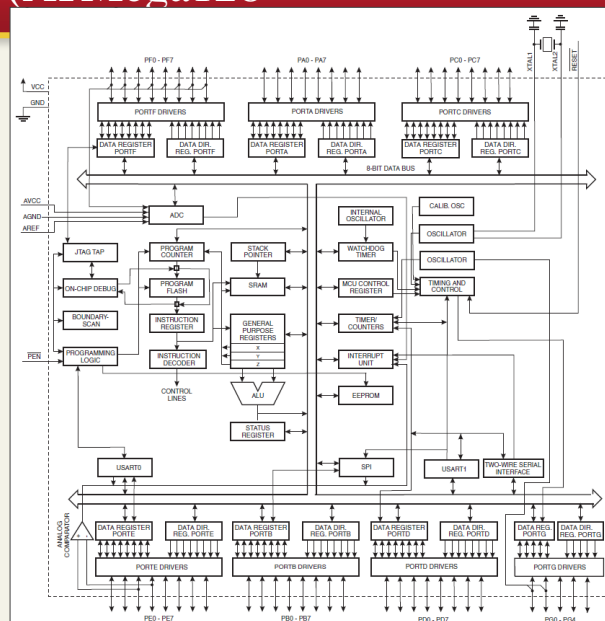 PF0 - PF7
PA0 - PA7
PC0 - PC7
XTAL1
XTAL2
RESET
VCC
GND
PORTF DRIVERS
PORTA DRIVERS
PORTC DRIVERS
DATA REGISTER
PORTF
DATA DIR.
REG. PORTF
DATA REGISTER
PORTA
DATA DIR.
REG. PORTA
DATA REGISTER
PORTC
DATA DIR.
REG. PORTC
8-BIT DATA BUS
AVCC
AGND
AREF
ADC
INTERNAL
OSCILLATOR
CALIB. OSC
OSCILLATOR
JTAG TAP
PROGRAM
COUNTER
STACK
POINTER
WATCHDOG
TIMER
OSCILLATOR
ON-CHIP DEBUG
PROGRAM
FLASH
SRAM
MCU CONTROL
REGISTER
TIMING AND
CONTROL
BOUNDARY-
SCAN
INSTRUCTION
REGISTER
GENERAL
PURPOSE
REGISTERS
X
Y
Z
TIMER/
COUNTERS
PEN
PROGRAMMING
LOGIC
INSTRUCTION
DECODER
INTERRUPT
UNIT
CONTROL
LINES
ALU
EEPROM
STATUS
REGISTER
USART0
SPI
USART1
TWO-WIRE SERIAL
INTERFACE
ANALOG
COMPARATOR
+
-
DATA REGISTER
PORTE
DATA DIR.
REG. PORTE
DATA REGISTER
PORTB
DATA DIR.
REG. PORTB
DATA REGISTER
PORTD
DATA DIR.
REG. PORTD
DATA REG.
PORTG
DATA DIR.
REG. PORTG
PORTE DRIVERS
PORTB DRIVERS
PORTD DRIVERS
PORTG DRIVERS
PE0 - PE7
PB0 - PB7
PD0 - PD7
PG0 - PG4